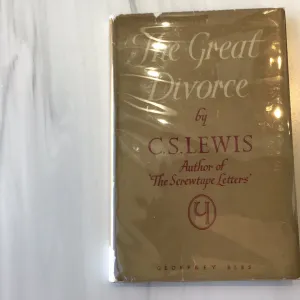 The Great
Divorce
by
C.S. LEWIS
Author of
'The Screwtape Letters'
GEOFFREY BLES